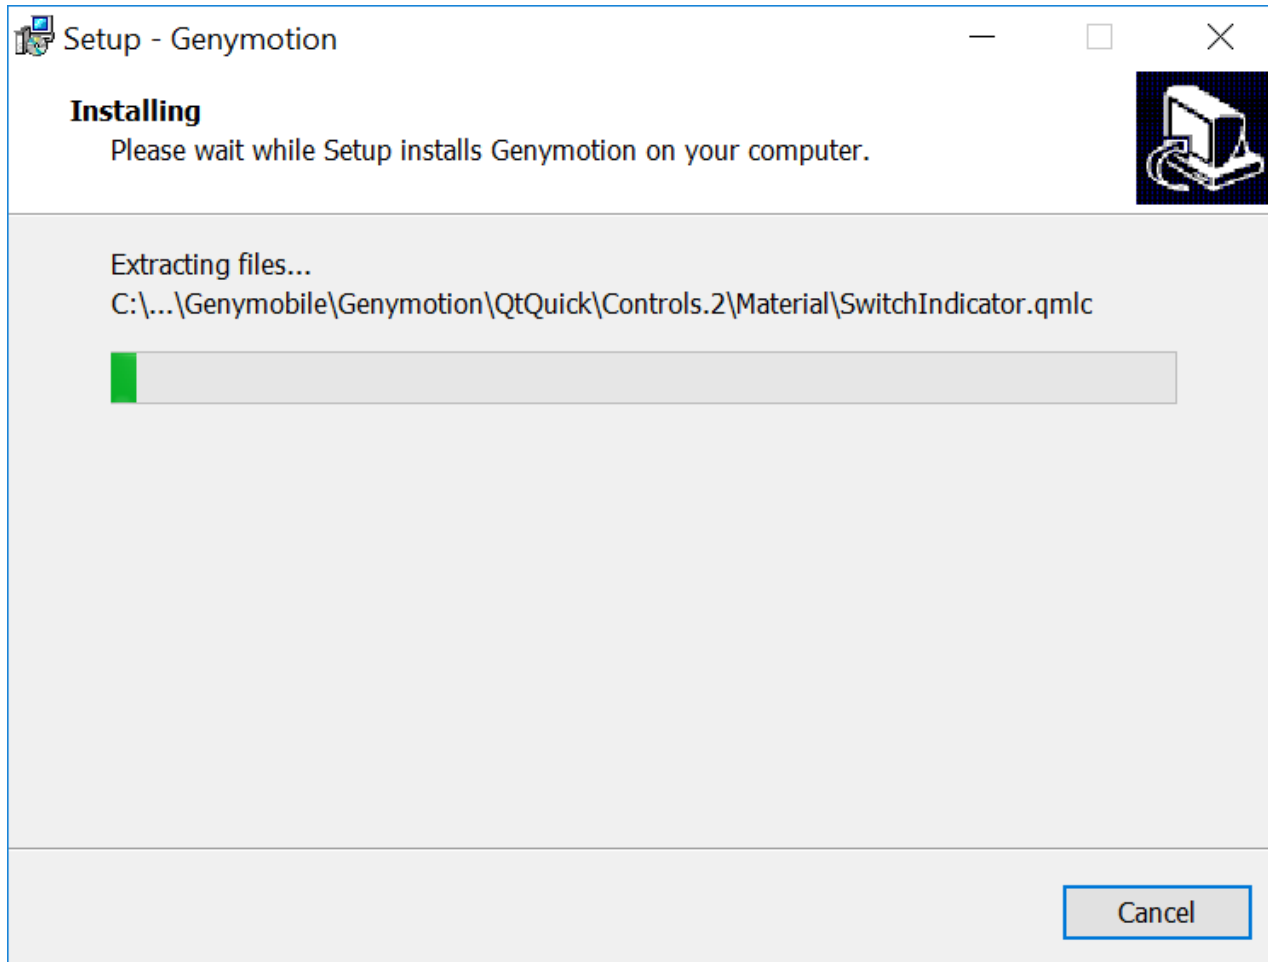 Setup - Genymotion
Installing
Please wait while Setup installs Genymotion on your computer.
Extracting files...
C:\...\Genymobile\Genymotion\QtQuick\Controls.2\Material\SwitchIndicator.qmlc
Cancel